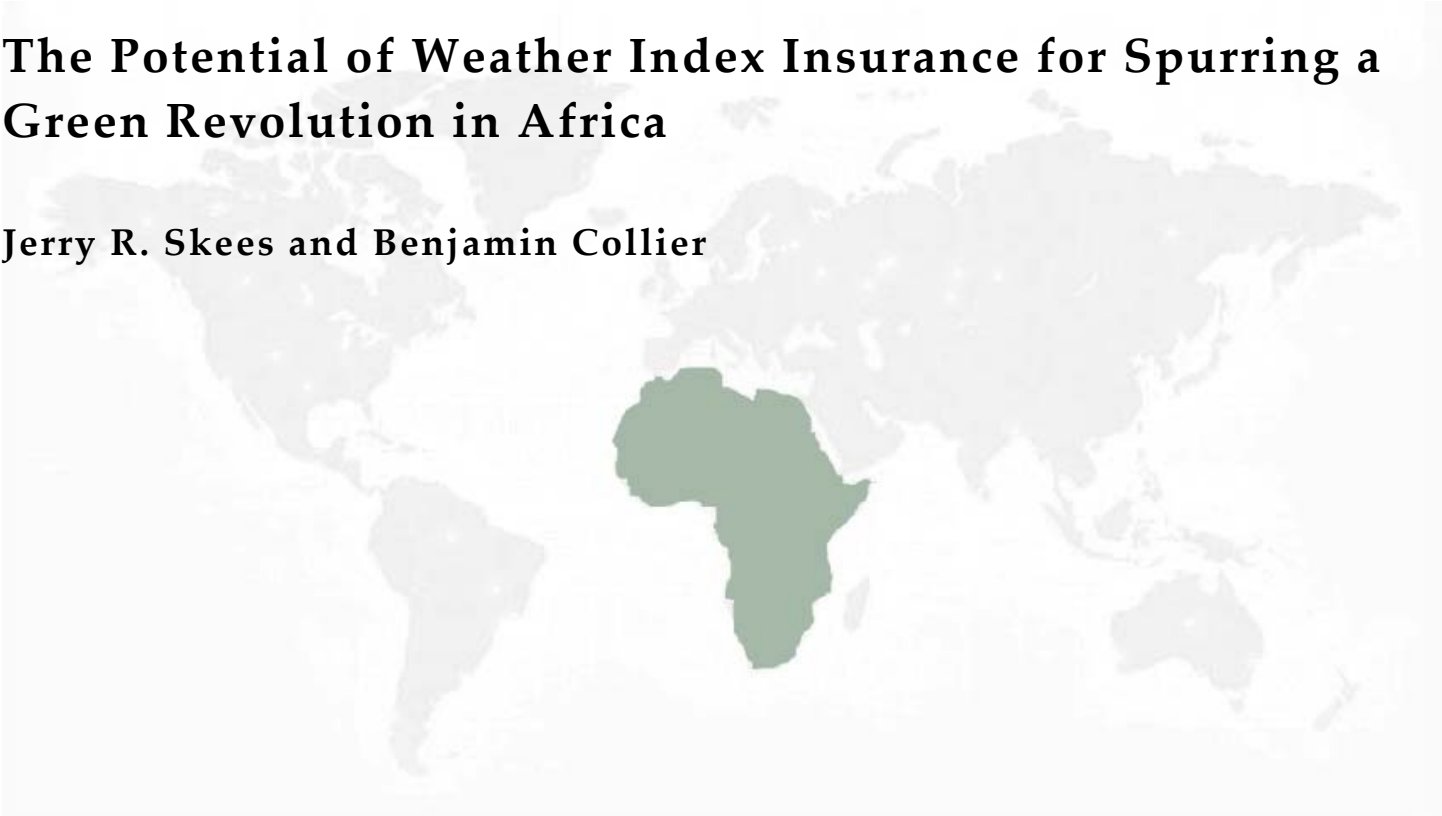 The Potential of Weather Index Insurance for Spurring a
Green Revolution in Africa
Jerry R. Skees and Benjamin Collier